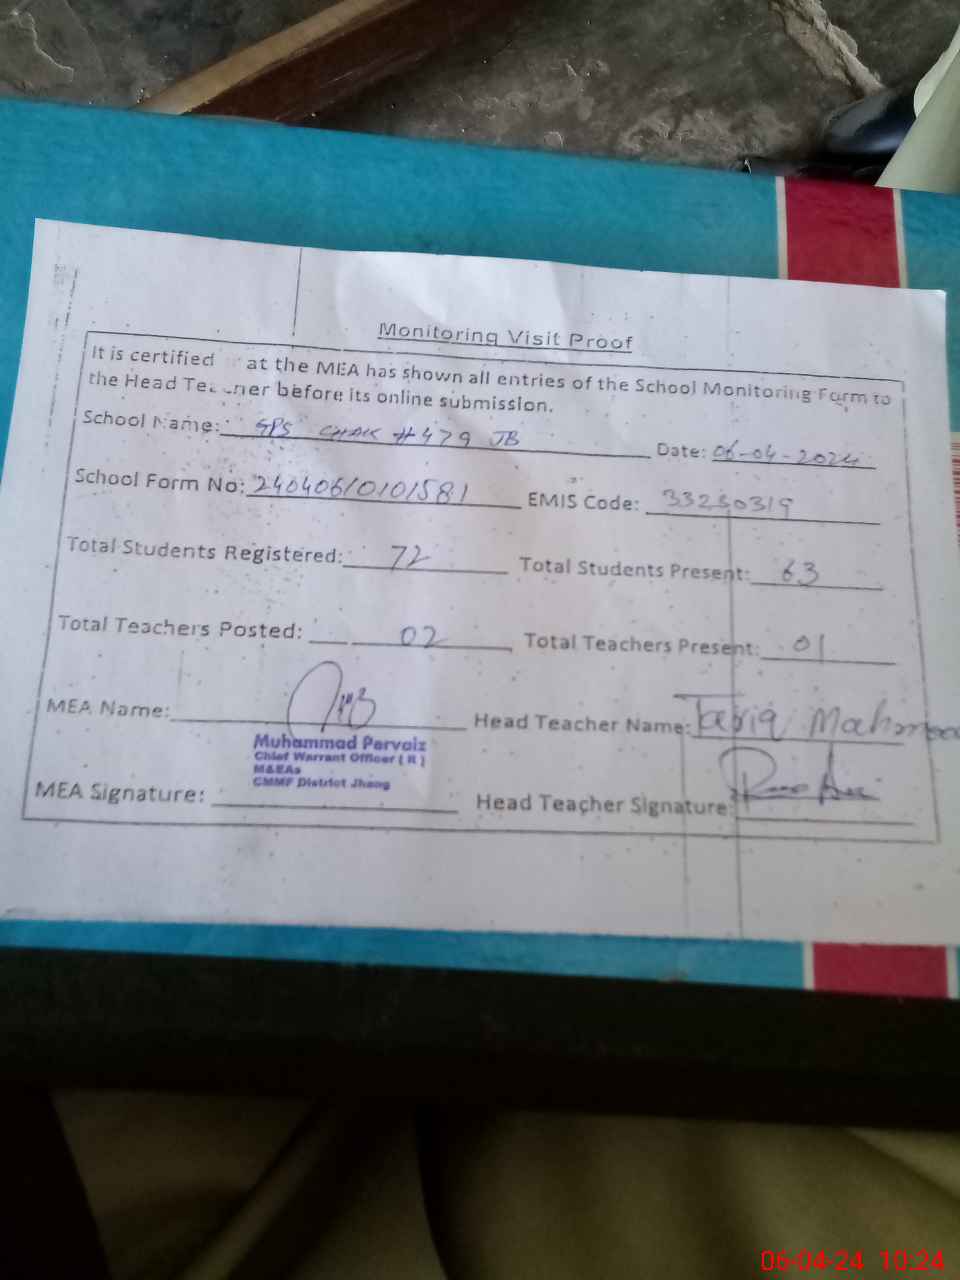 Monitoring Visit Proof
It is certified at the MEA has shown all entries of the School Monitoring Form to
the Head Teacher before its online submission.
School Name: GPS CHAK #479 JB Date: 06-04-2024
School Form No: 2404060101581 EMIS Code: 33230319
Total Students Registered: 72 Total Students Present: 63
Total Teachers Posted: 02 Total Teachers Present: 01
MEA Name: Head Teacher Name: Tariq Mahmood
Muhammad Pervaiz
Chief Warrant Officer ( R )
M&EAs
CMMF District Jhang
MEA Signature: Head Teacher Signature:
06-04-24 10:24